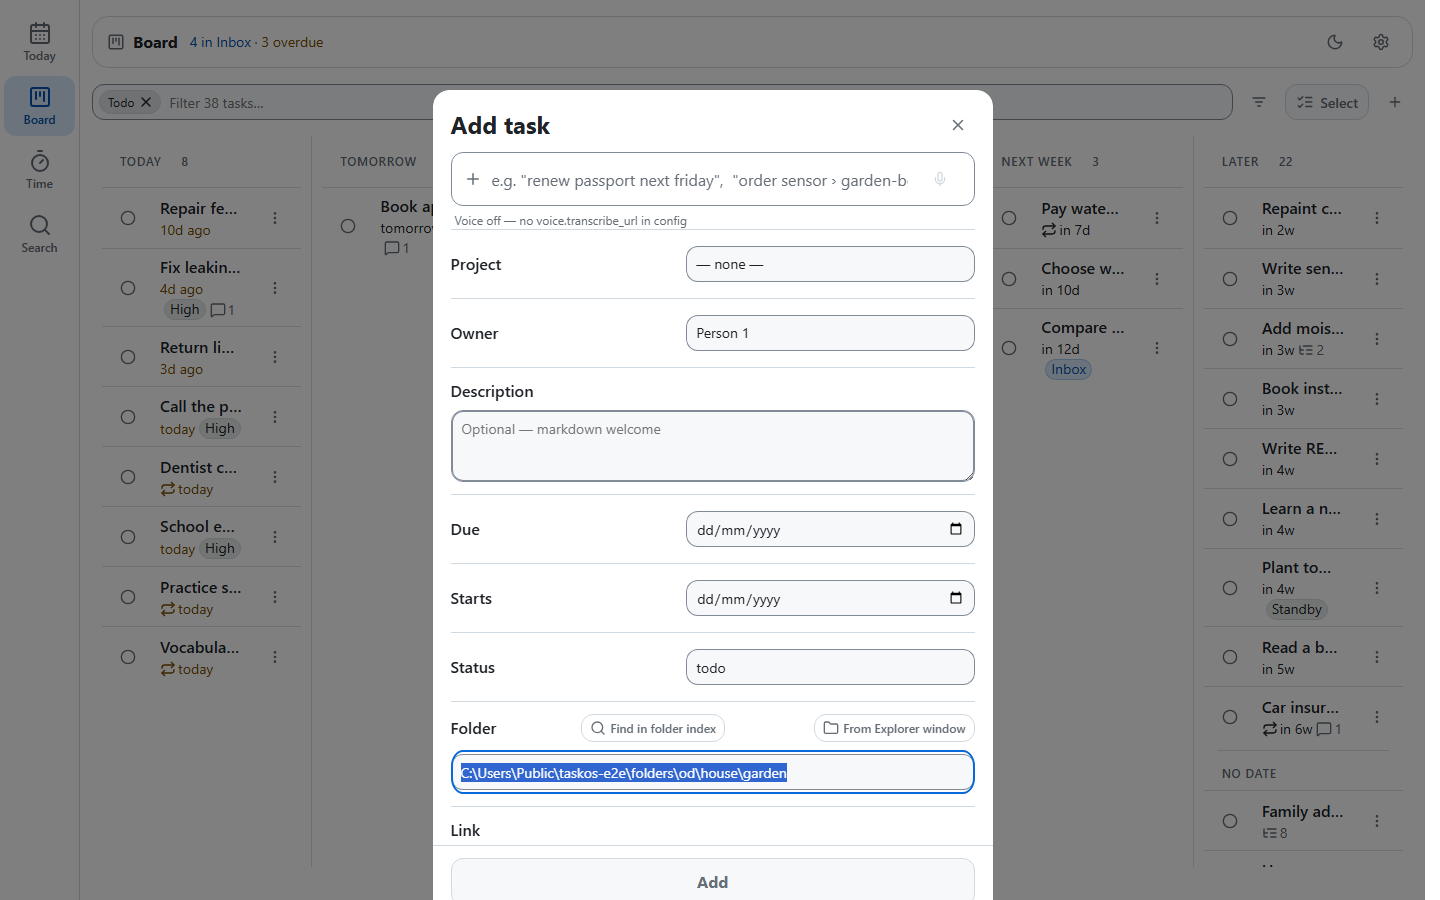 Today
Board
Time
Search
Board 4 in Inbox · 3 overdue
Todo Filter 38 tasks... Select
TODAY 8
Repair fe...
10d ago
Fix leakin...
4d ago
High 1
Return li...
3d ago
Call the p...
today High
Dentist c...
today
School e...
today High
Practice s...
today
Vocabula...
today
TOMORROW
Book a
tomorrow
1
Add task
e.g. "renew passport next friday", "order sensor › garden-b
Voice off — no voice.transcribe_url in config
Project — none —
Owner Person 1
Description
Optional — markdown welcome
Due dd/mm/yyyy
Starts dd/mm/yyyy
Status todo
Folder Find in folder index From Explorer window
C:\Users\Public\taskos-e2e\folders\od\house\garden
Link
Add
NEXT WEEK 3
Pay wate...
in 7d
Choose w...
in 10d
Compare ...
in 12d
Inbox
LATER 22
Repaint c...
in 2w
Write sen...
in 3w
Add mois...
in 3w 2
Book inst...
in 3w
Write RE...
in 4w
Learn a n...
in 4w
Plant to...
in 4w
Standby
Read a b...
in 5w
Car insur...
in 6w 1
NO DATE
Family ad...
8